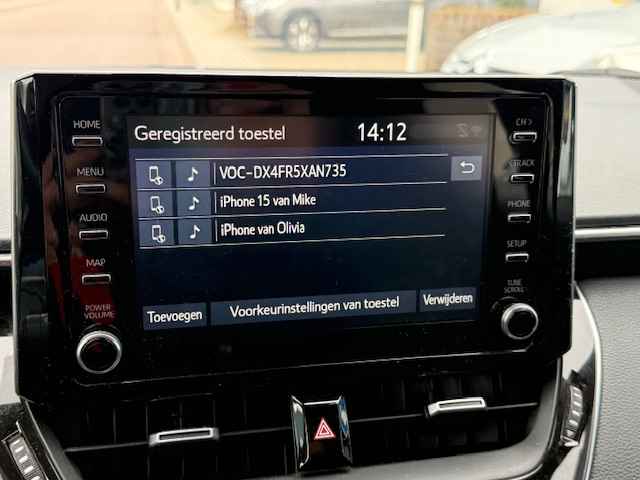 HOME
MENU
AUDIO
MAP
POWER
VOLUME
Geregistreerd toestel 14:12
VOC-DX4FR5XAN735
iPhone 15 van Mike
iPhone van Olivia
Toevoegen Voorkeurinstellingen van toestel Verwijderen
CH >
TRACK
PHONE
SETUP
TUNE
SCROLL